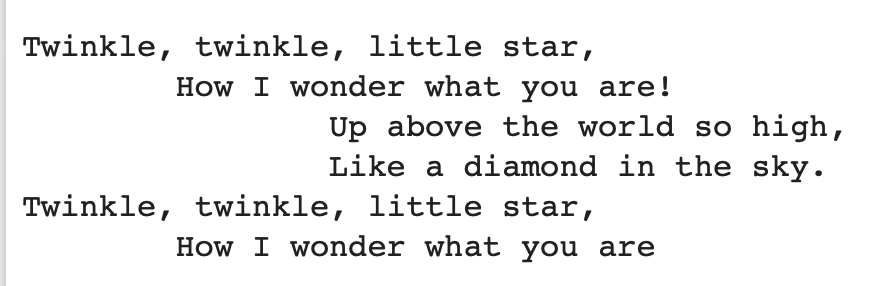 Twinkle, twinkle, little star,
        How I wonder what you are!
                Up above the world so high,
                Like a diamond in the sky.
Twinkle, twinkle, little star,
        How I wonder what you are